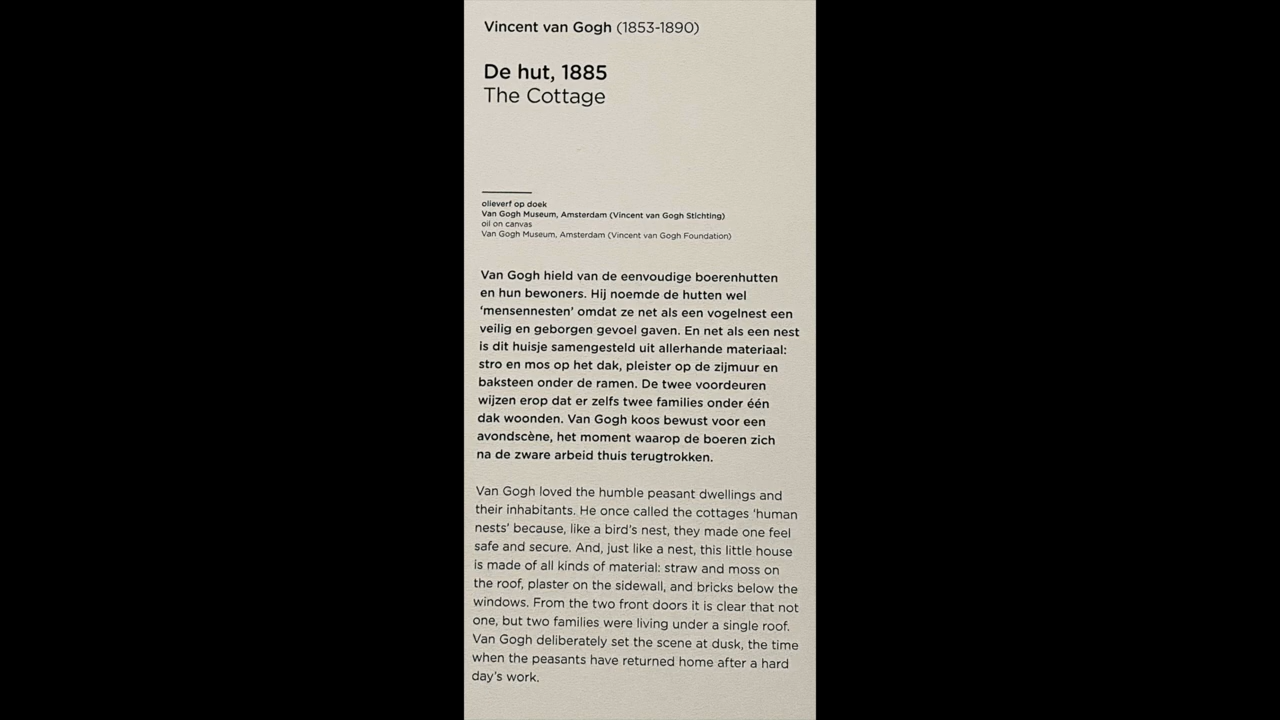 Vincent van Gogh (1853-1890)
De hut, 1885
The Cottage
olieverf op doek
Van Gogh Museum, Amsterdam (Vincent van Gogh Stichting)
oil on canvas
Van Gogh Museum, Amsterdam (Vincent van Gogh Foundation)
Van Gogh hield van de eenvoudige boerenhutten
en hun bewoners. Hij noemde de hutten wel
‘mensennesten’ omdat ze net als een vogelnest een
veilig en geborgen gevoel gaven. En net als een nest
is dit huisje samengesteld uit allerhande materiaal:
stro en mos op het dak, pleister op de zijmuur en
baksteen onder de ramen. De twee voordeuren
wijzen erop dat er zelfs twee families onder één
dak woonden. Van Gogh koos bewust voor een
avondscène, het moment waarop de boeren zich
na de zware arbeid thuis terugtrokken.
Van Gogh loved the humble peasant dwellings and
their inhabitants. He once called the cottages ‘human
nests’ because, like a bird’s nest, they made one feel
safe and secure. And, just like a nest, this little house
is made of all kinds of material: straw and moss on
the roof, plaster on the sidewall, and bricks below the
windows. From the two front doors it is clear that not
one, but two families were living under a single roof.
Van Gogh deliberately set the scene at dusk, the time
when the peasants have returned home after a hard
day’s work.